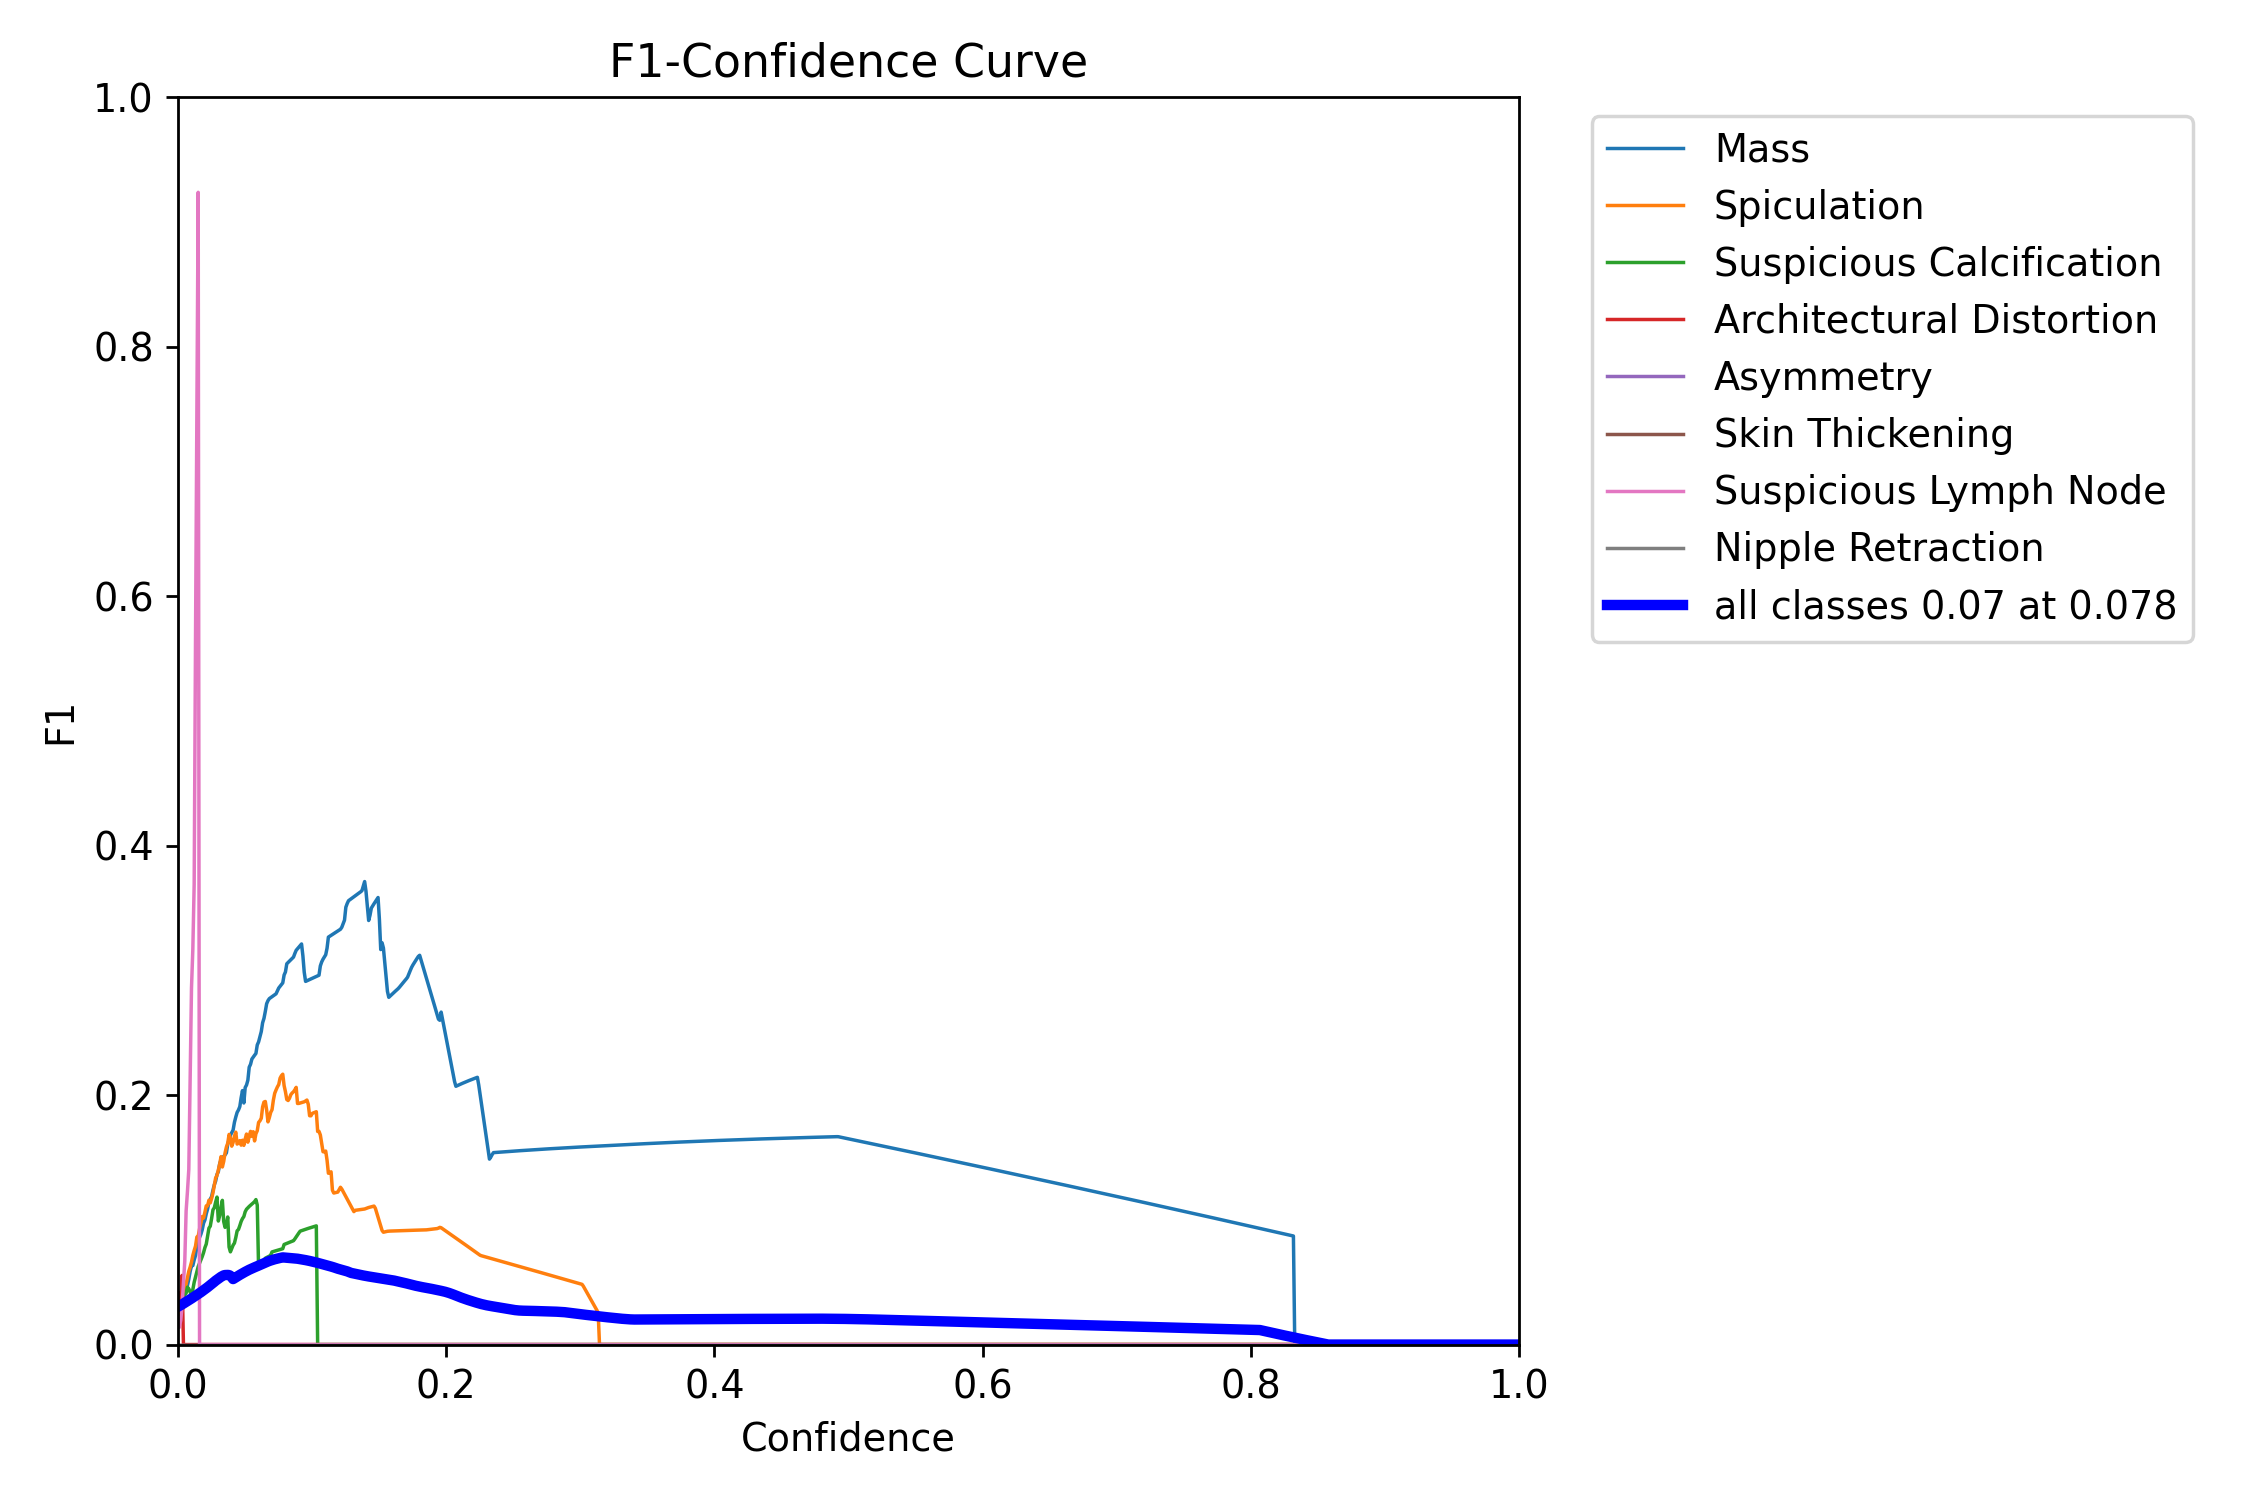 F1-Confidence Curve
1.0
0.8
0.6
0.4
0.2
0.0
F1
0.0 0.2 0.4 0.6 0.8 1.0
Confidence
Mass
Spiculation
Suspicious Calcification
Architectural Distortion
Asymmetry
Skin Thickening
Suspicious Lymph Node
Nipple Retraction
all classes 0.07 at 0.078